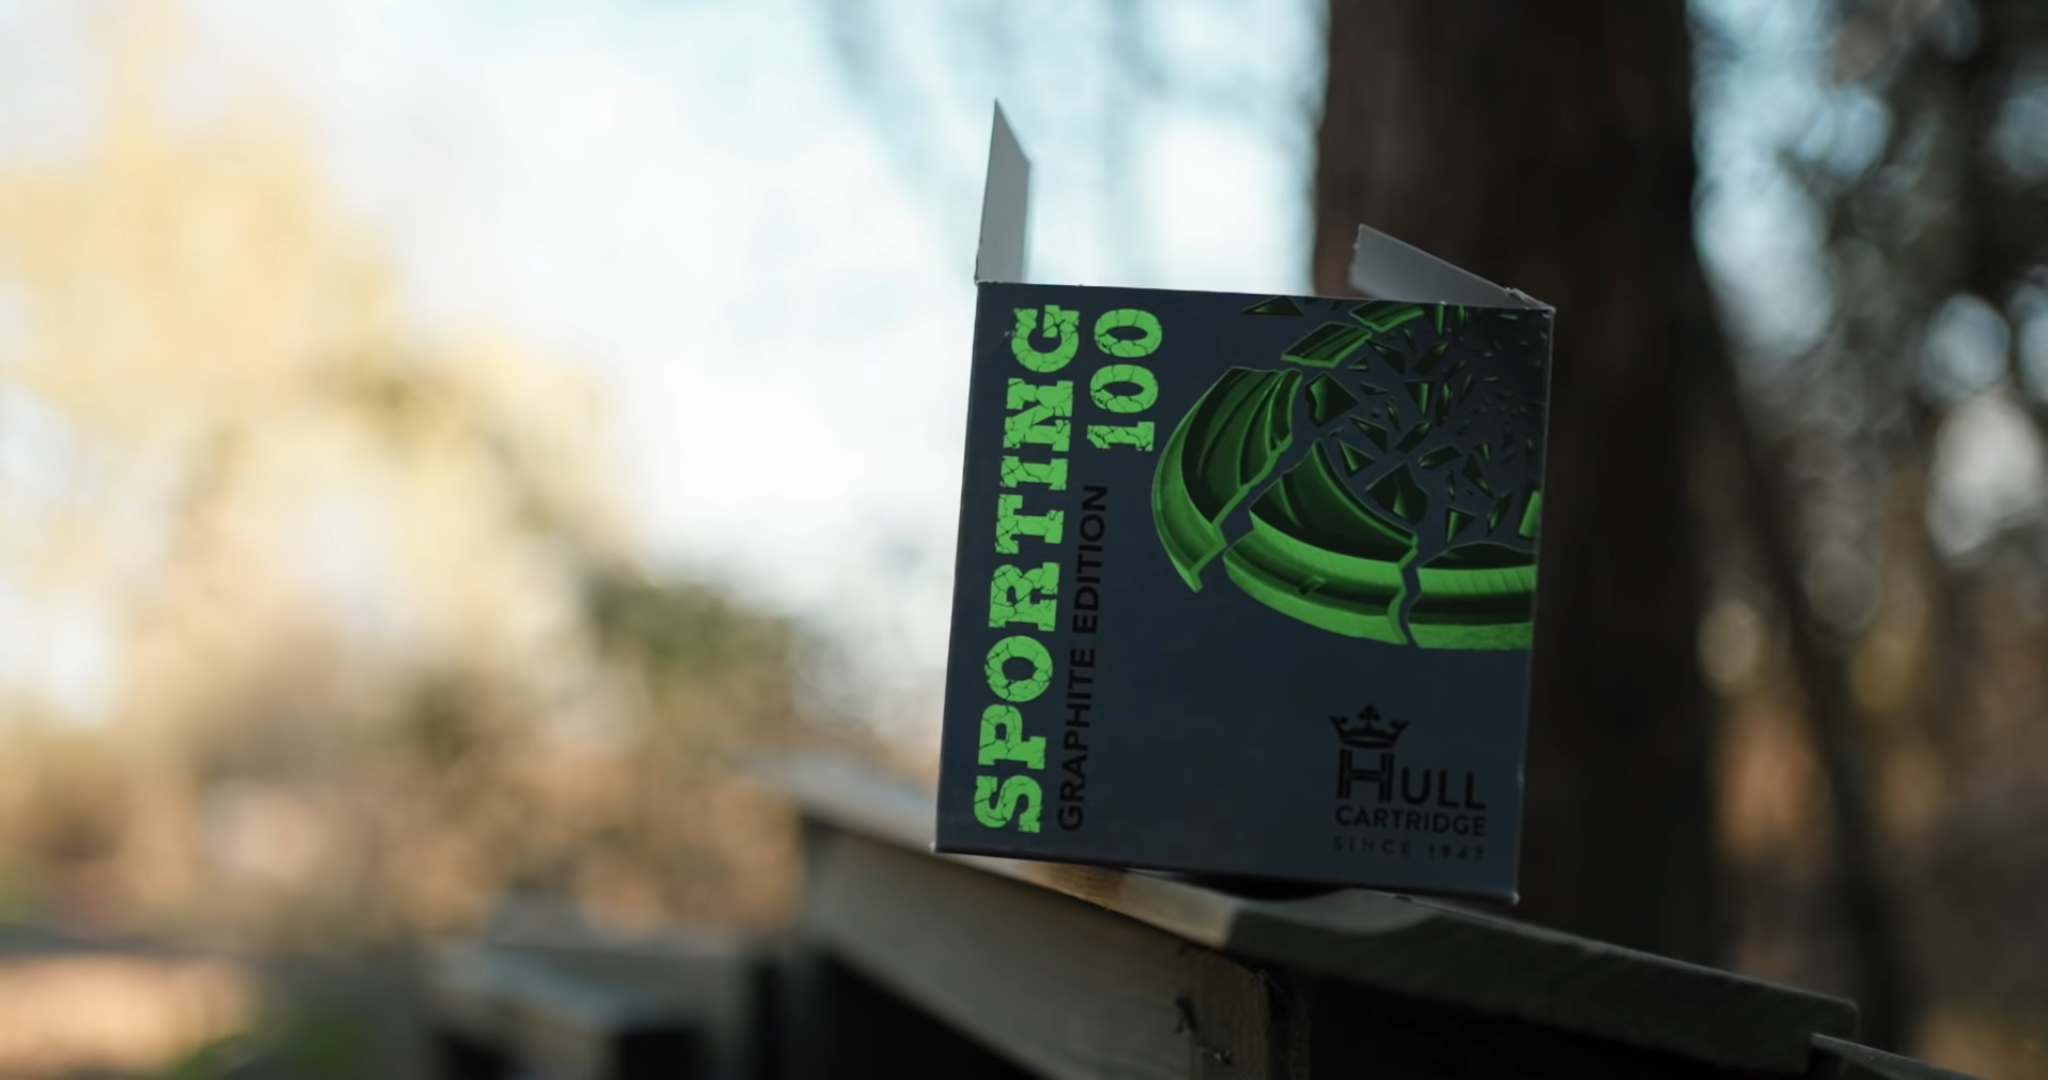 SPORTING
100
GRAPHITE EDITION
HULL
CARTRIDGE
SINCE 1947